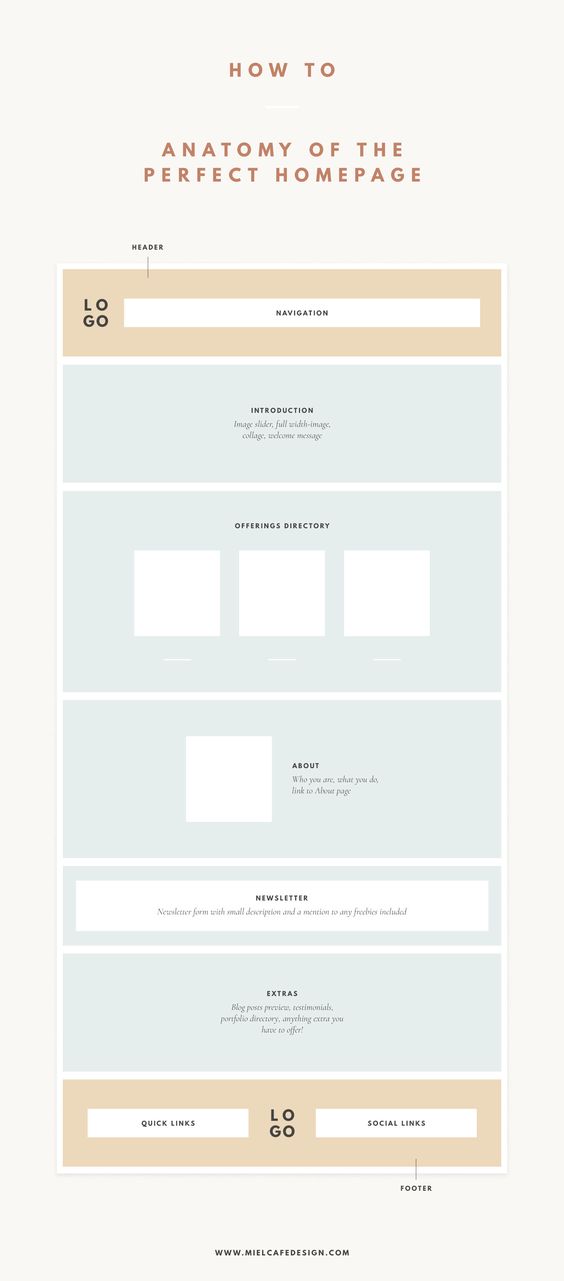 HOW TO
ANATOMY OF THE
PERFECT HOMEPAGE
HEADER
LO
GO
NAVIGATION
INTRODUCTION
Image slider, full width-image,
collage, welcome message
OFFERINGS DIRECTORY
ABOUT
Who you are, what you do,
link to About page
NEWSLETTER
Newsletter form with small description and a mention to any freebies included
EXTRAS
Blog posts preview, testimonials,
portfolio directory, anything extra you
have to offer!
QUICK LINKS
LO
GO
SOCIAL LINKS
FOOTER
WWW.MIELCAFEDESIGN.COM